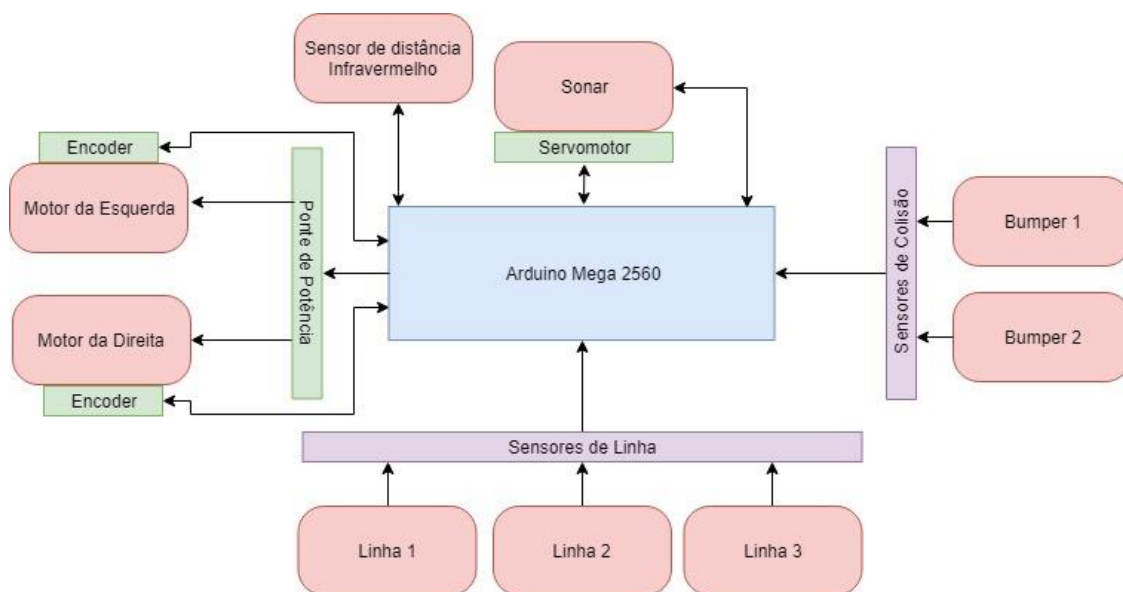 Sensor de distância
Infravermelho
Sonar
Servomotor
Encoder
Motor da Esquerda
Ponte de Potência
Motor da Direita
Encoder
Arduino Mega 2560
Sensores de Colisão
Bumper 1
Bumper 2
Sensores de Linha
Linha 1
Linha 2
Linha 3